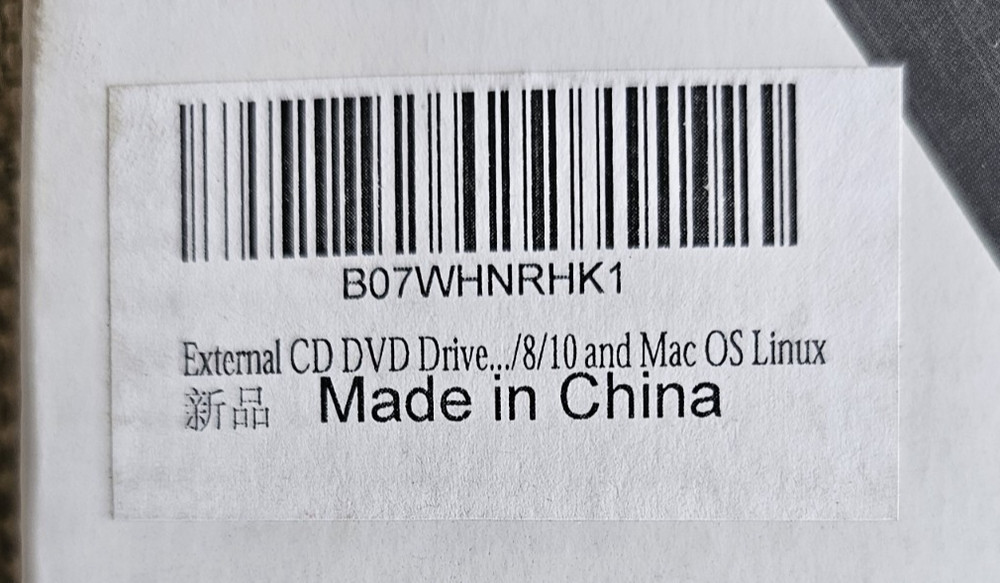 B07WHNRHK1
External CD DVD Drive.../8/10 and Mac OS Linux
新品 Made in China